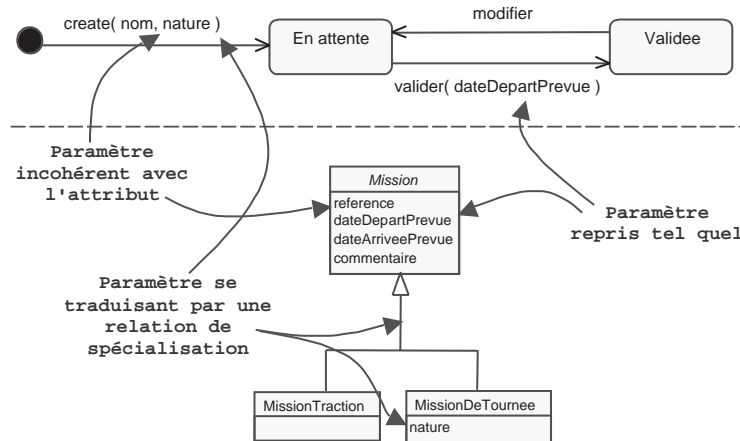 create( nom, nature )
modifier
En attente
Validee
valider( dateDepartPrevue )
Paramètre
incohérent avec
l'attribut
Mission
reference
dateDepartPrevue
dateArriveePrevue
commentaire
Paramètre
repris tel quel
Paramètre se
traduisant par une
relation de
spécialisation
MissionTraction
MissionDeTournee
nature